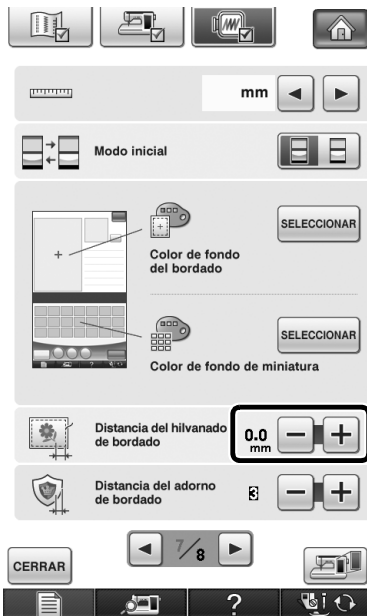 mm
Modo inicial
SELECCIONAR
Color de fondo
del bordado
SELECCIONAR
Color de fondo de miniatura
Distancia del hilvanado
de bordado
0.0
mm
Distancia del adorno
de bordado
3
7/8
CERRAR
?